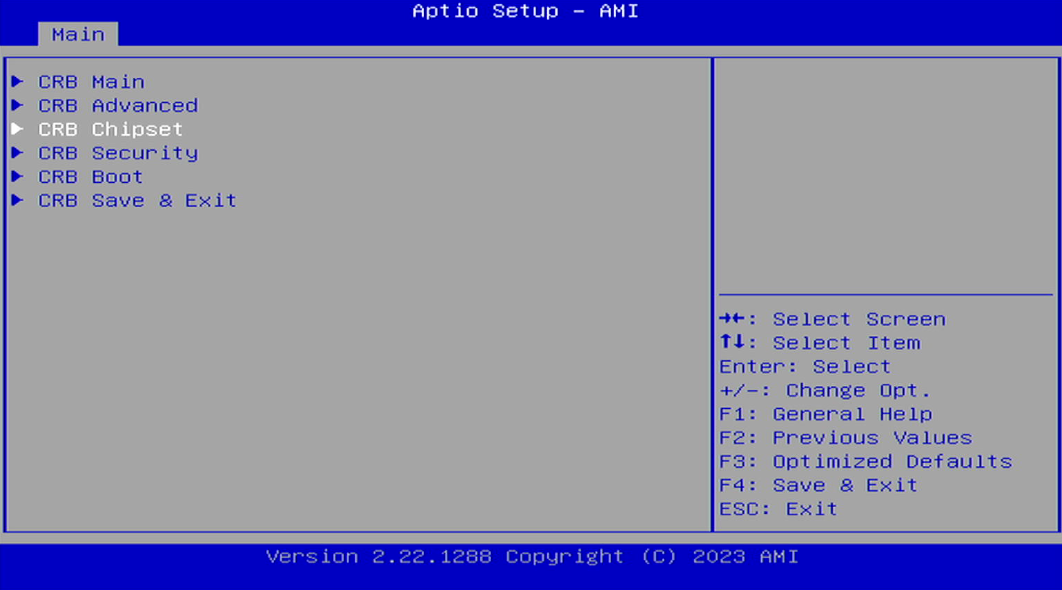 Aptio Setup - AMI
Main
CRB Main
CRB Advanced
CRB Chipset
CRB Security
CRB Boot
CRB Save & Exit
→←: Select Screen
↑↓: Select Item
Enter: Select
+/-: Change Opt.
F1: General Help
F2: Previous Values
F3: Optimized Defaults
F4: Save & Exit
ESC: Exit
Version 2.22.1288 Copyright (C) 2023 AMI